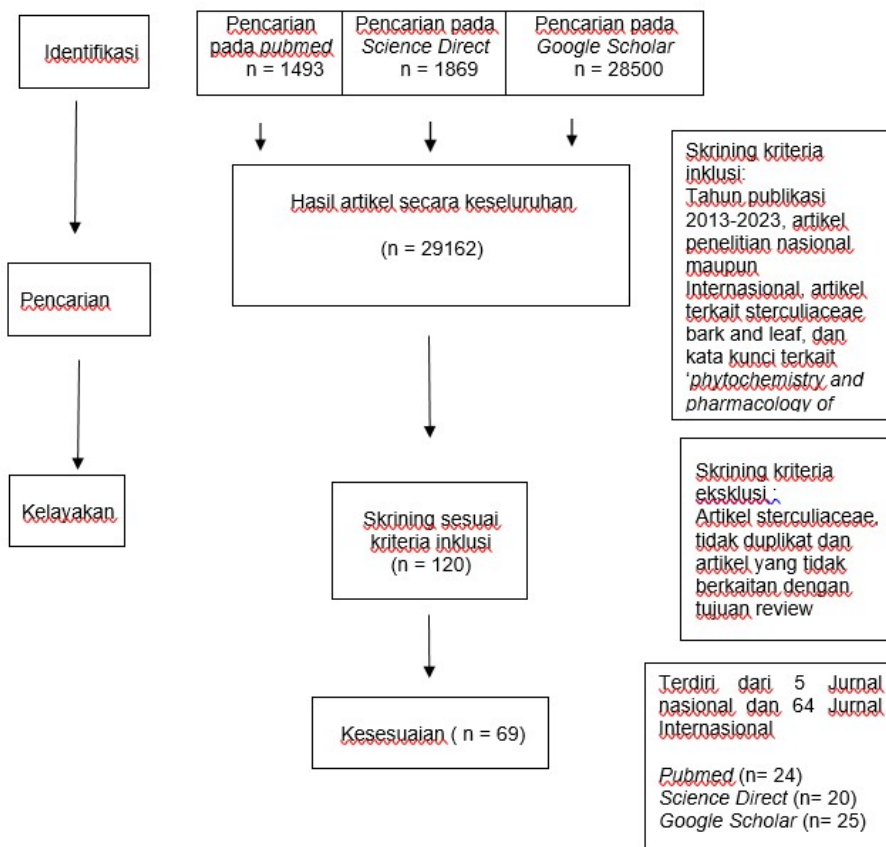 Identifikasi
Pencarian
pada pubmed
n = 1493
Pencarian pada
Science Direct
n = 1869
Pencarian pada
Google Scholar
n = 28500
Hasil artikel secara keseluruhan
(n = 29162)
Skrining kriteria
inklusi:
Tahun publikasi
2013-2023, artikel
penelitian nasional
maupun
Internasional, artikel
terkait sterculiaceae
bark and leaf, dan
kata kunci terkait
‘phytochemistry and
pharmacology of
Pencarian
Skrining kriteria
eksklusi :
Artikel sterculiaceae,
tidak duplikat dan
artikel yang tidak
berkaitan dengan
tujuan review
Kelayakan
Skrining sesuai
kriteria inklusi
(n = 120)
Kesesuaian ( n = 69)
Terdiri dari 5 Jurnal
nasional dan 64 Jurnal
Internasional
Pubmed (n= 24)
Science Direct (n= 20)
Google Scholar (n= 25)